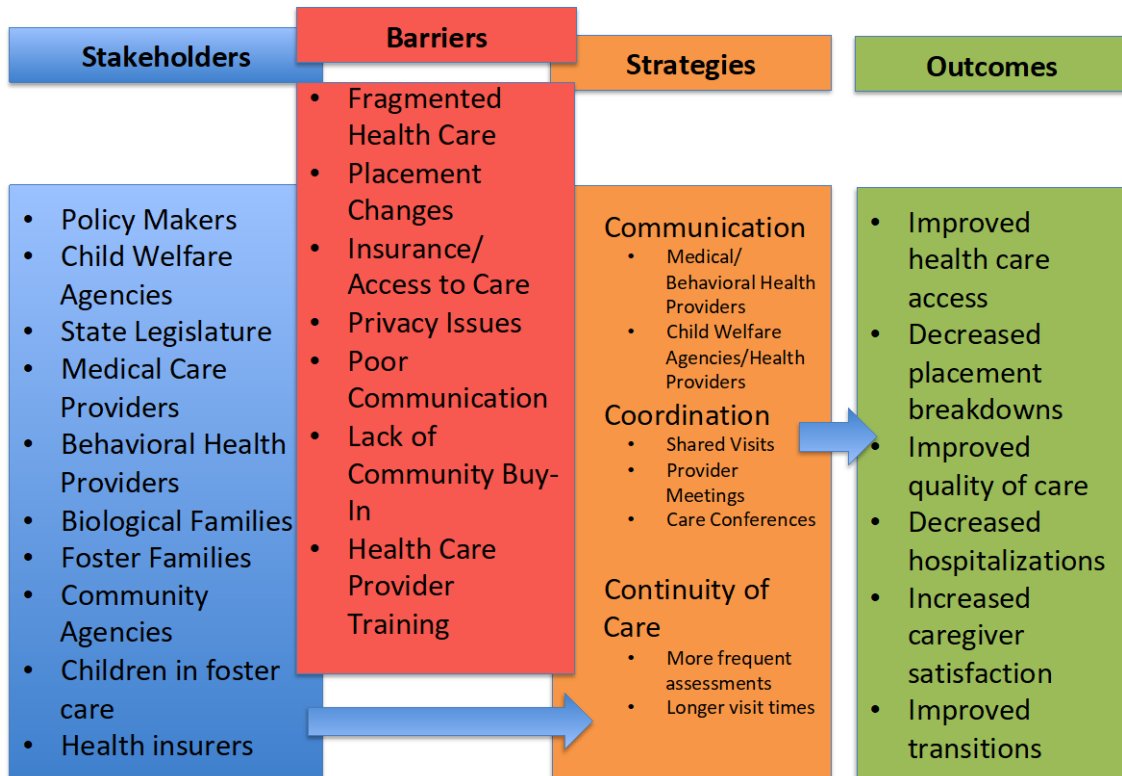 Stakeholders
• Policy Makers
• Child Welfare
Agencies
• State Legislature
• Medical Care
Providers
• Behavioral Health
Providers
• Biological Families
• Foster Families
• Community
Agencies
• Children in foster
care
• Health insurers
Barriers
• Fragmented
Health Care
• Placement
Changes
• Insurance/
Access to Care
• Privacy Issues
• Poor
Communication
• Lack of
Community Buy-
In
• Health Care
Provider
Training
Strategies
Communication
• Medical/
Behavioral Health
Providers
• Child Welfare
Agencies/Health
Providers
Coordination
• Shared Visits
• Provider
Meetings
• Care Conferences
Continuity of
Care
• More frequent
assessments
• Longer visit times
Outcomes
• Improved
health care
access
• Decreased
placement
breakdowns
• Improved
quality of care
• Decreased
hospitalizations
• Increased
caregiver
satisfaction
• Improved
transitions